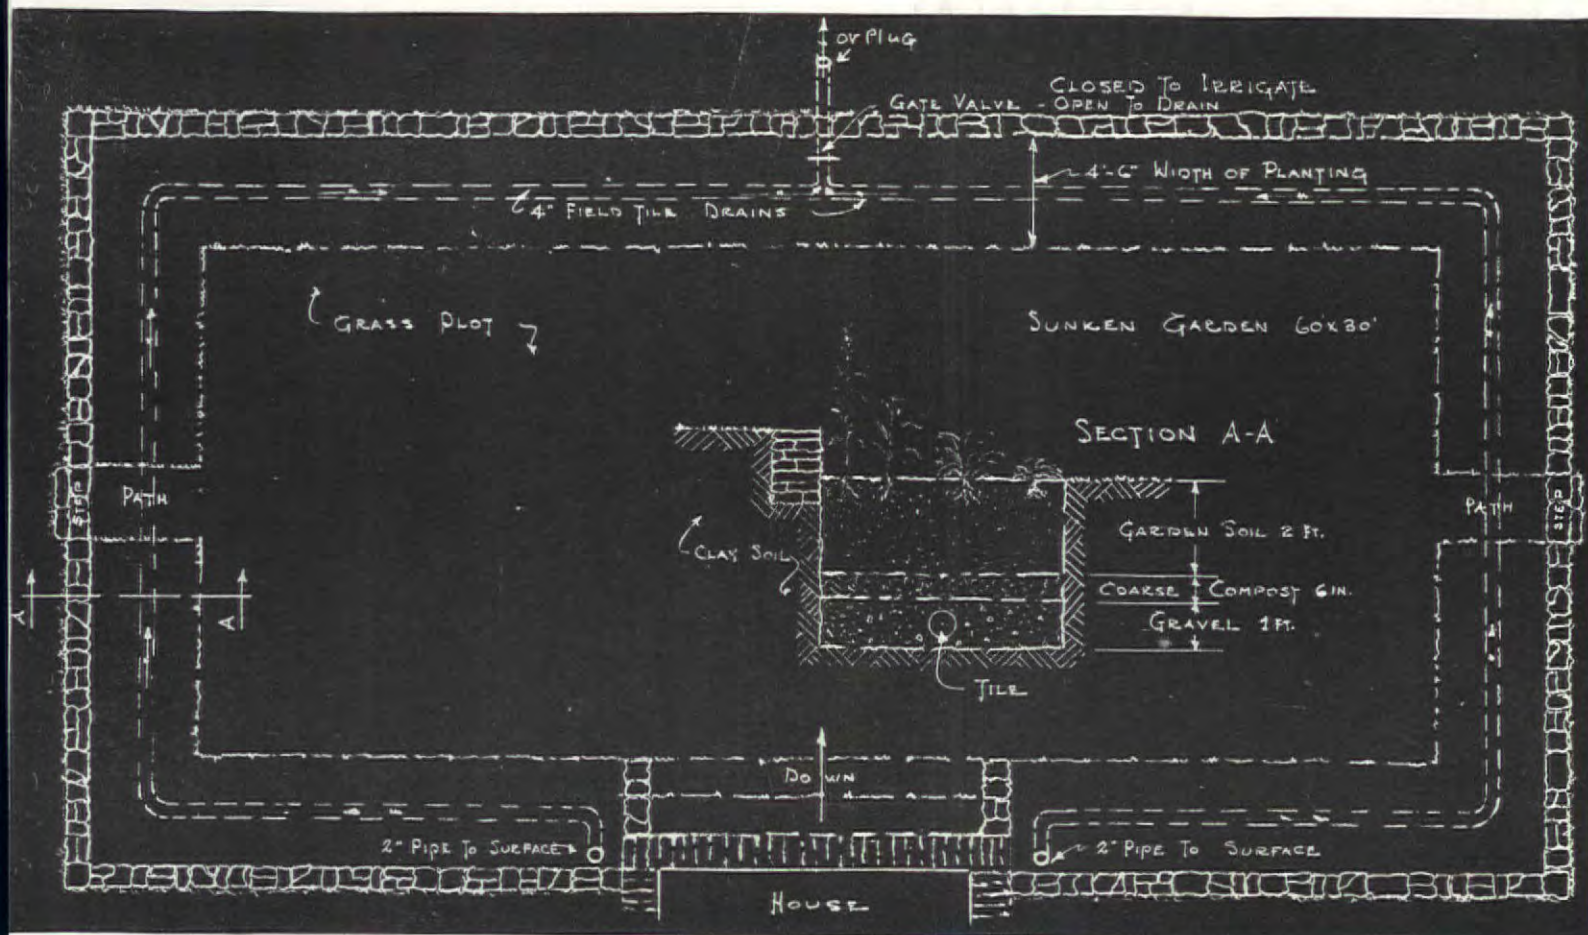 or Plug
Closed To Irrigate
Gate Valve - Open To Drain
4'-6" Width of Planting
4" Field Tile Drains
Grass Plot
Sunken Garden 60'x30'
Section A-A
Path
Step
Path
Step
Garden Soil 2 Ft.
Clay Soil
Coarse Compost 6 in.
Gravel 1 Ft.
A
A
Tile
Down
2" Pipe To Surface
2" Pipe To Surface
House